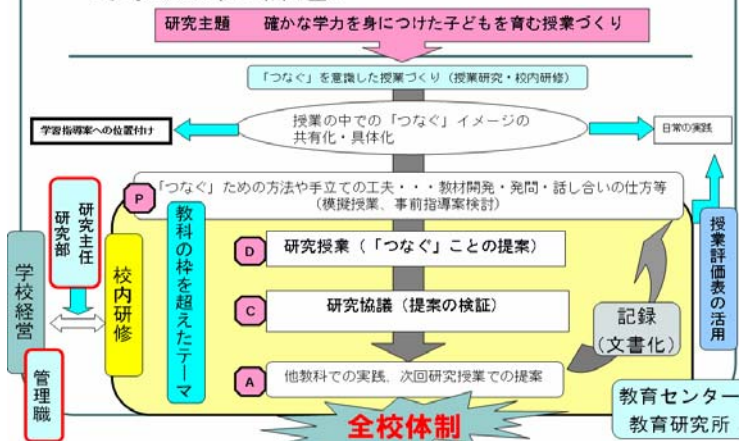 研究主題　確かな学力を身につけた子どもを育む授業づくり
「つなぐ」を意識した授業づくり（授業研究・校内研修）
学習指導案への位置付け
授業の中での「つなぐ」イメージの
共有化・具体化
日常の実践
P
「つなぐ」ための方法や手立ての工夫・・・教材開発・発問・話し合いの仕方等
（模擬授業、事前指導案検討）
研究主任
研究部
学校経営
管理職
校内研修
教科の枠を超えたテーマ
D
研究授業（「つなぐ」ことの提案）
C
研究協議（提案の検証）
A
他教科での実践、次回研究授業での提案
記録
（文書化）
授業評価表の活用
教育センター
教育研究所
全校体制